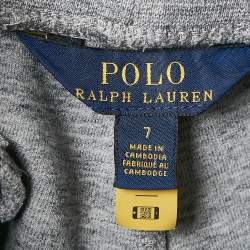 POLO
RALPH LAUREN
7
MADE IN
CAMBODIA
FABRIQUÉ AU
CAMBODGE